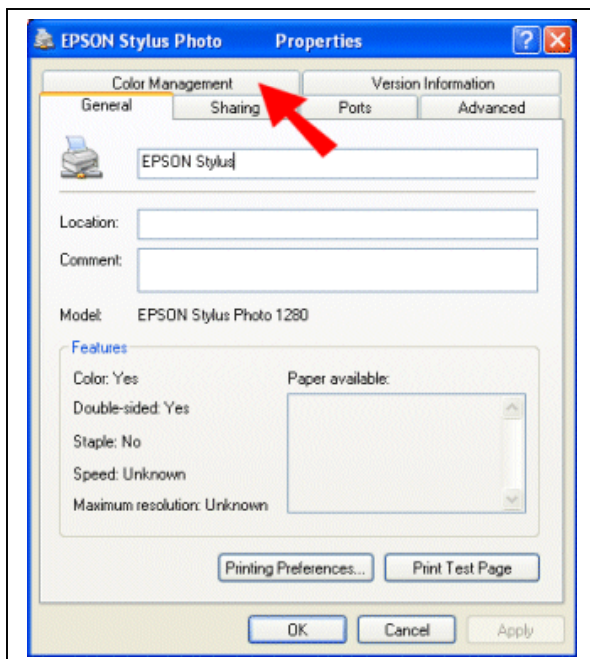 EPSON Stylus Photo Properties
Color Management Version Information
General Sharing Ports Advanced
EPSON Stylus
Location:
Comment:
Model: EPSON Stylus Photo 1280
Features
Color: Yes Paper available:
Double-sided: Yes
Staple: No
Speed: Unknown
Maximum resolution: Unknown
Printing Preferences... Print Test Page
OK Cancel Apply